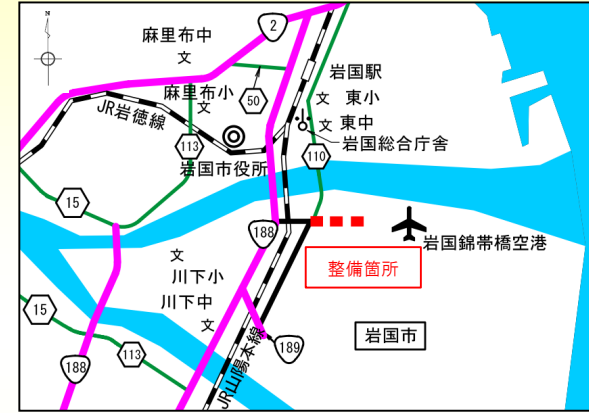 N
2
麻里布中
文
岩国駅
麻里布小
文
50
文 東小
文 東中
岩国総合庁舎
JR岩徳線
113
岩国市役所
110
15
188
岩国錦帯橋空港
文
川下小
整備箇所
川下中
文
15
岩国市
113
189
188
JR山陽本線